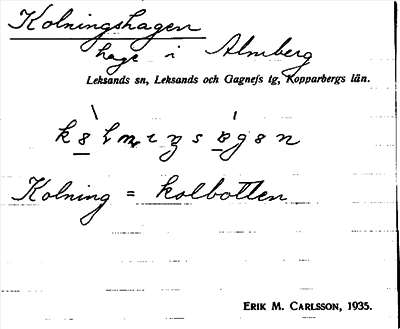 Kolningshagen
hage i Almberg
Leksands sn, Leksands och Gagnefs tg, Kopparbergs län.
Kolning = kolbotten
ERIK M. CARLSSON, 1935.